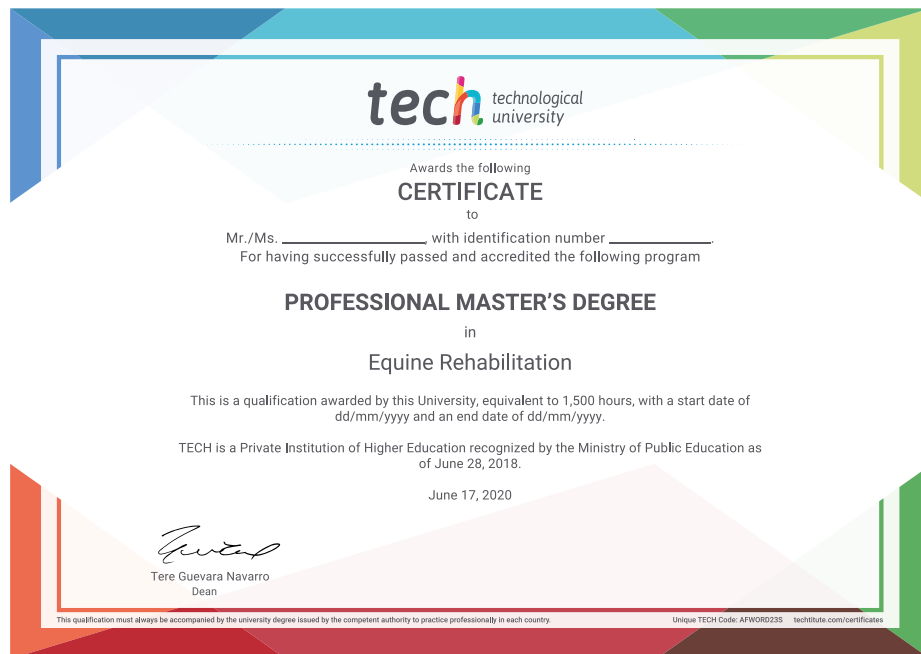 tech technological
university
Awards the following
CERTIFICATE
to
Mr./Ms. ____________________, with identification number ______________.
For having successfully passed and accredited the following program
PROFESSIONAL MASTER'S DEGREE
in
Equine Rehabilitation
This is a qualification awarded by this University, equivalent to 1,500 hours, with a start date of
dd/mm/yyyy and an end date of dd/mm/yyyy.
TECH is a Private Institution of Higher Education recognized by the Ministry of Public Education as
of June 28, 2018.
June 17, 2020
Tere Guevara Navarro
Dean
This qualification must always be accompanied by the university degree issued by the competent authority to practice professionally in each country.
Unique TECH Code: AFWORD23S techtitute.com/certificates